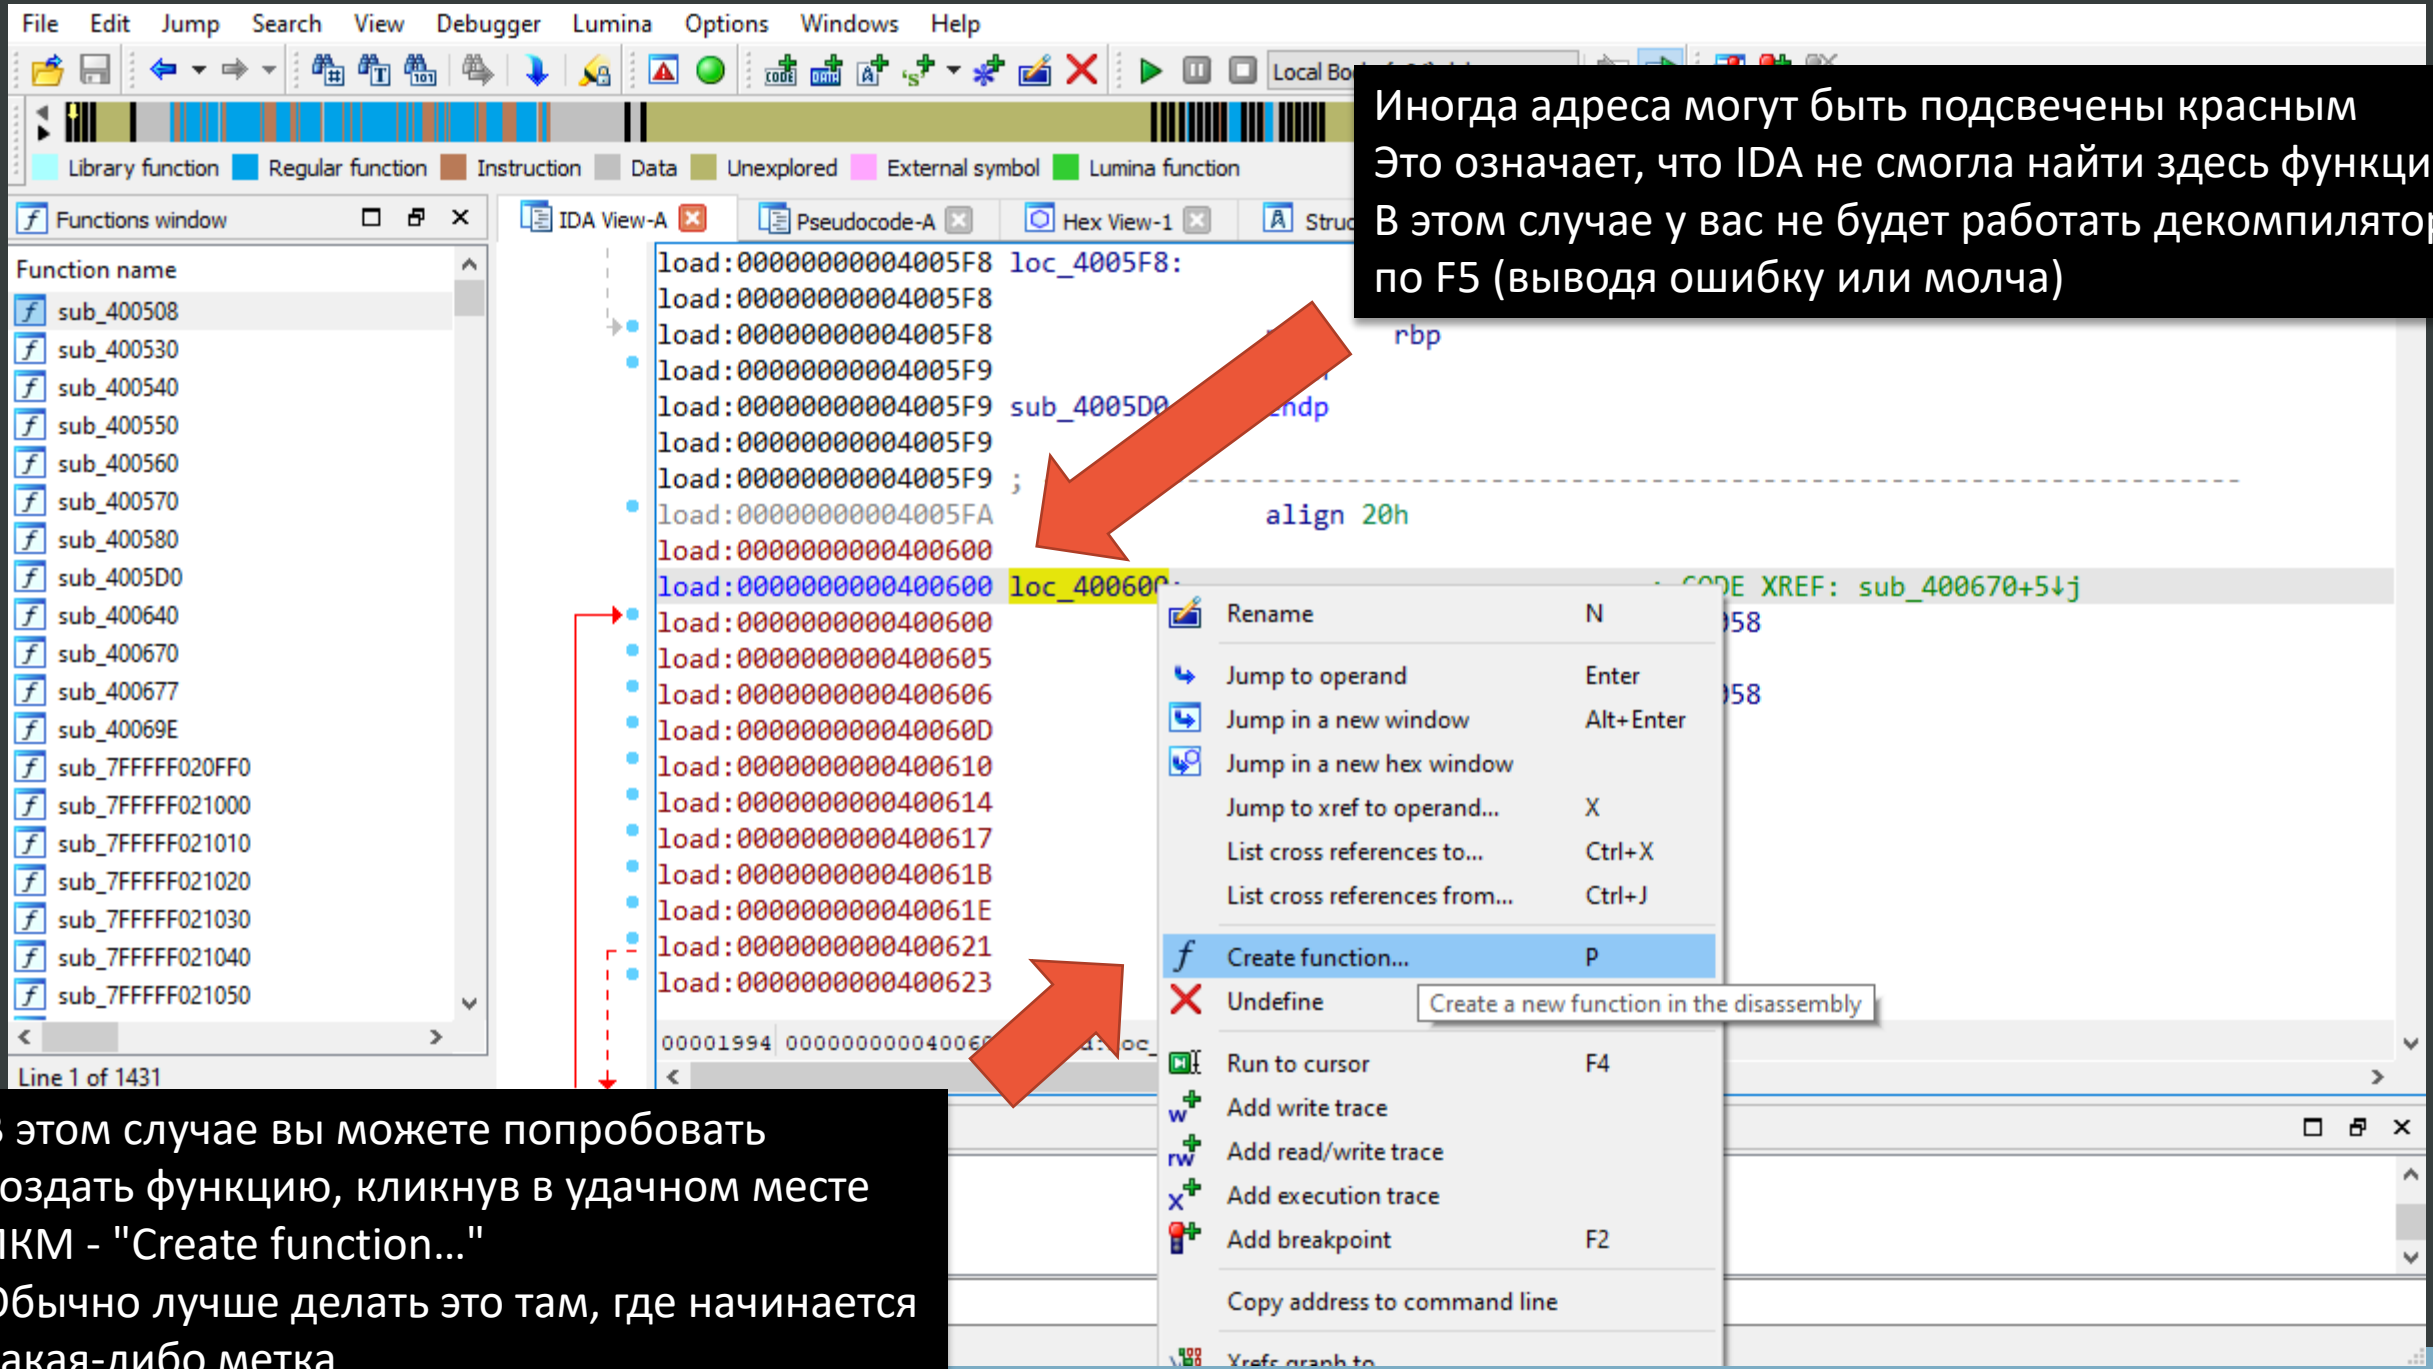 File Edit Jump Search View Debugger Lumina Options Windows Help
Local
Иногда адреса могут быть подсвечены красным
Это означает, что IDA не смогла найти здесь
В этом случае у вас не будет работать
по F5 (выводя ошибку или молча)
Library function Regular function Instruction Data Unexplored External symbol Lumina function
Functions window
IDA View-A Pseudocode-A Hex View-1
Function name
sub_400508
sub_400530
sub_400540
sub_400550
sub_400560
sub_400570
sub_400580
sub_4005D0
sub_400640
sub_400670
sub_400677
sub_40069E
sub_7FFFFF020FF0
sub_7FFFFF021000
sub_7FFFFF021010
sub_7FFFFF021020
sub_7FFFFF021030
sub_7FFFFF021040
sub_7FFFFF021050
Line 1 of 1431
load:00000000004005F8 loc_4005F8:
load:00000000004005F8
load:00000000004005F8 rbp
load:00000000004005F9
load:00000000004005F9 sub_4005D0 endp
load:00000000004005F9
load:00000000004005F9 ; ---------------------------------------------------------------------------
load:00000000004005FA align 20h
load:0000000000400600
load:0000000000400600 loc_400600: ; CODE XREF: sub_400670+5↓j
load:0000000000400600 058
load:0000000000400605
load:0000000000400606 058
load:000000000040060D
load:0000000000400610
load:0000000000400614
load:0000000000400617
load:000000000040061B
load:000000000040061E
load:0000000000400621
load:0000000000400623
00001994
Rename N
Jump to operand Enter
Jump in a new window Alt+Enter
Jump in a new hex window
Jump to xref to operand... X
List cross references to... Ctrl+X
List cross references from... Ctrl+J
Create function... P
Undefine
Create a new function in the disassembly
Run to cursor F4
Add write trace
Add read/write trace
Add execution trace
Add breakpoint F2
Copy address to command line
Xrefs graph to
В этом случае вы можете попробовать
создать функцию, кликнув в удачном месте
ПКМ - "Create function…"
Обычно лучше делать это там, где начинается
какая-либо метка